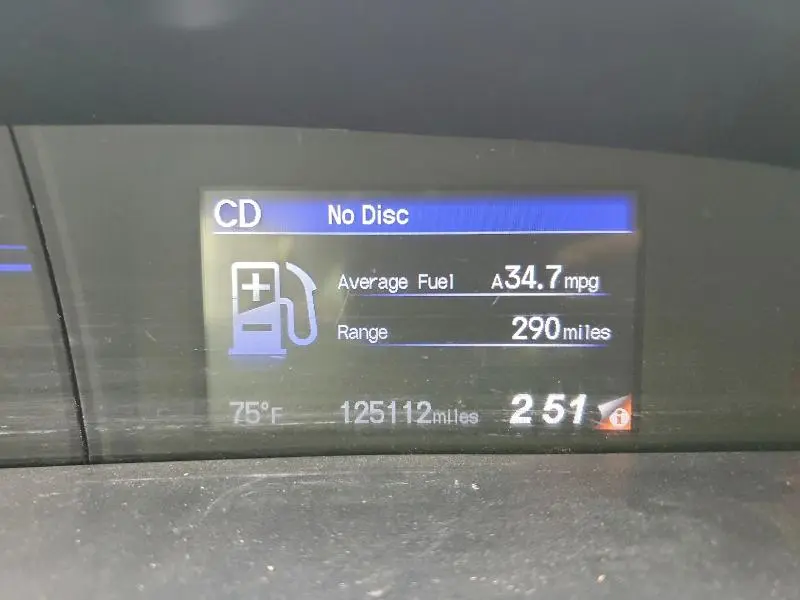 CD No Disc
Average Fuel A34.7mpg
Range 290miles
75°F 125112miles 2 51 i